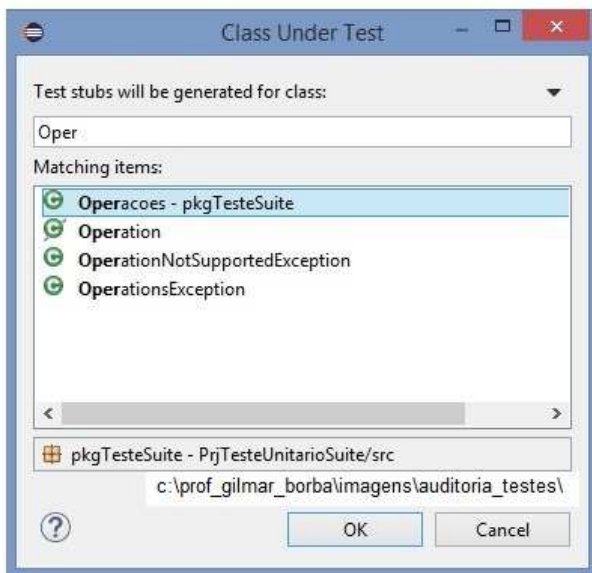 Class Under Test
Test stubs will be generated for class:
Oper
Matching items:
Operacoes - pkgTesteSuite
Operation
OperationNotSupportedException
OperationsException
pkgTesteSuite - PrjTesteUnitarioSuite/src
c:\prof_gilmar_borba\imagens\auditoria_testes\
OK Cancel